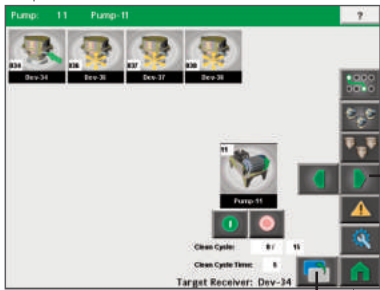 Pump: 11 Pump-11 ?
034 036 037 038
Dev-34 Dev-36 Dev-37 Dev-38
11
Pump-11
Clean Cycle: 0 / 15
Clean Cycle Time: 5
Target Receiver: Dev-34